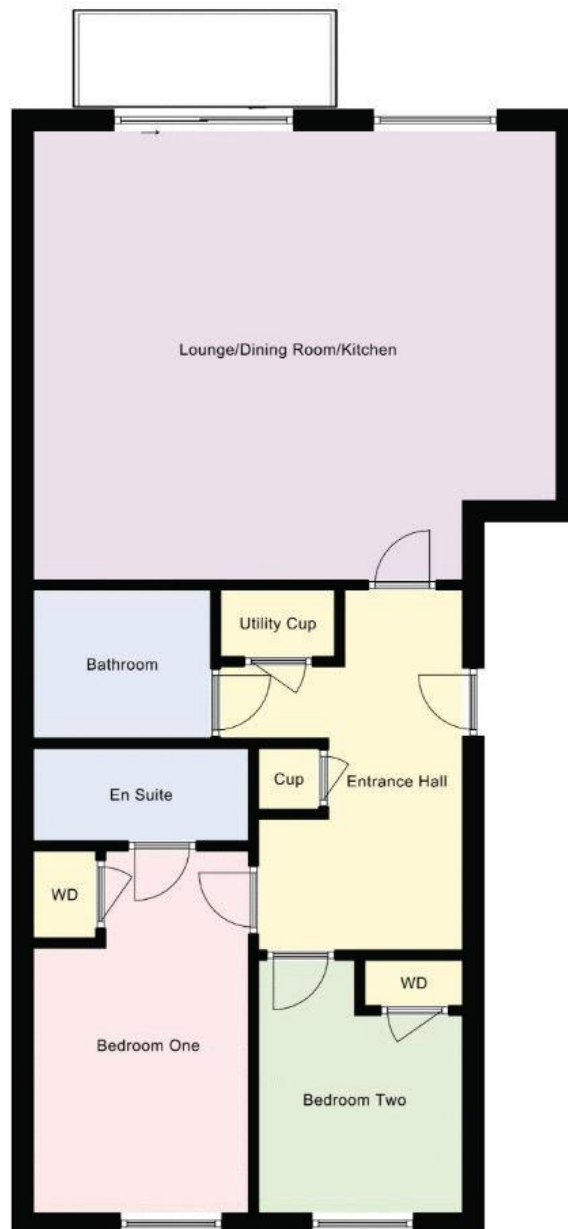 Lounge/Dining Room/Kitchen
Utility Cup
Bathroom
Cup
Entrance Hall
En Suite
WD
WD
Bedroom One
Bedroom Two